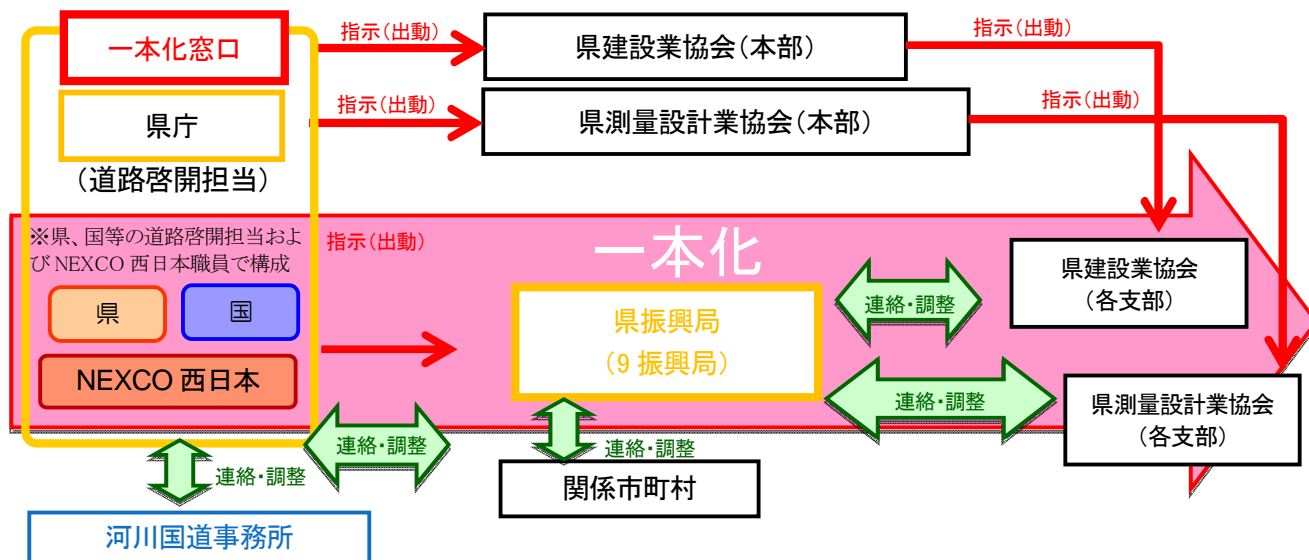 一本化窓口
指示(出動)
県建設業協会(本部)
指示(出動)
県庁
指示(出動)
県測量設計業協会(本部)
指示(出動)
(道路啓開担当)
※県、国等の道路啓開担当およ
び NEXCO 西日本職員で構成
指示(出動)
一本化
県
国
NEXCO 西日本
県振興局
(9 振興局)
連絡・調整
県建設業協会
(各支部)
連絡・調整
県測量設計業協会
(各支部)
連絡・調整
連絡・調整
連絡・調整
関係市町村
河川国道事務所